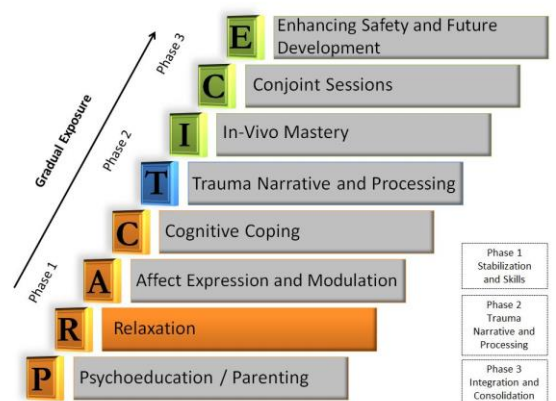 E Enhancing Safety and Future
Development
C Conjoint Sessions
I In-Vivo Mastery
T Trauma Narrative and Processing
C Cognitive Coping
A Affect Expression and Modulation
R Relaxation
P Psychoeducation / Parenting
Gradual Exposure
Phase 3
Phase 2
Phase 1
Phase 1
Stabilization
and Skills
Phase 2
Trauma
Narrative and
Processing
Phase 3
Integration and
Consolidation